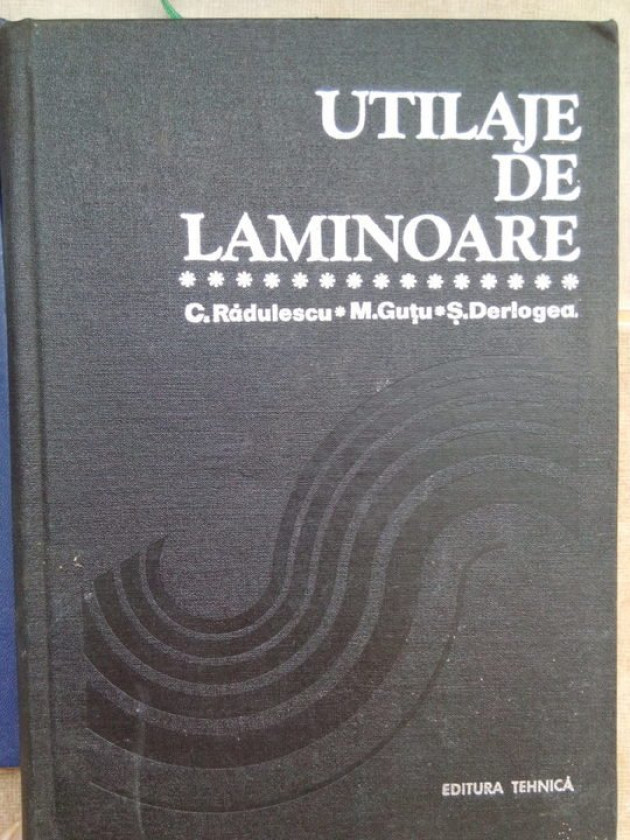 UTILAJE
DE
LAMINOARE
***************
C.Rădulescu*M.Guțu*Ș.Derlogea.
EDITURA TEHNICĂ